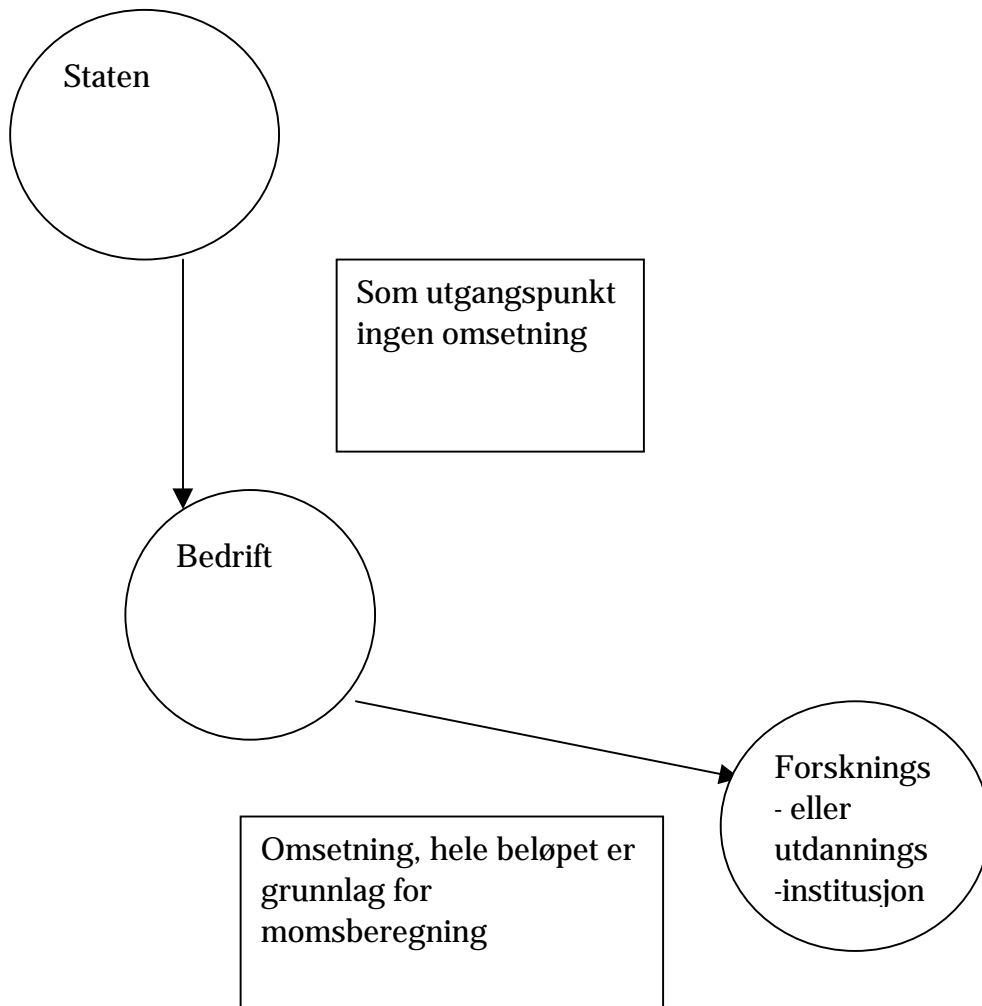 Staten
Som utgangspunkt
ingen omsetning
Bedrift
Forsknings
- eller
utdannings
-institusjon
Omsetning, hele beløpet er
grunnlag for
momsberegning